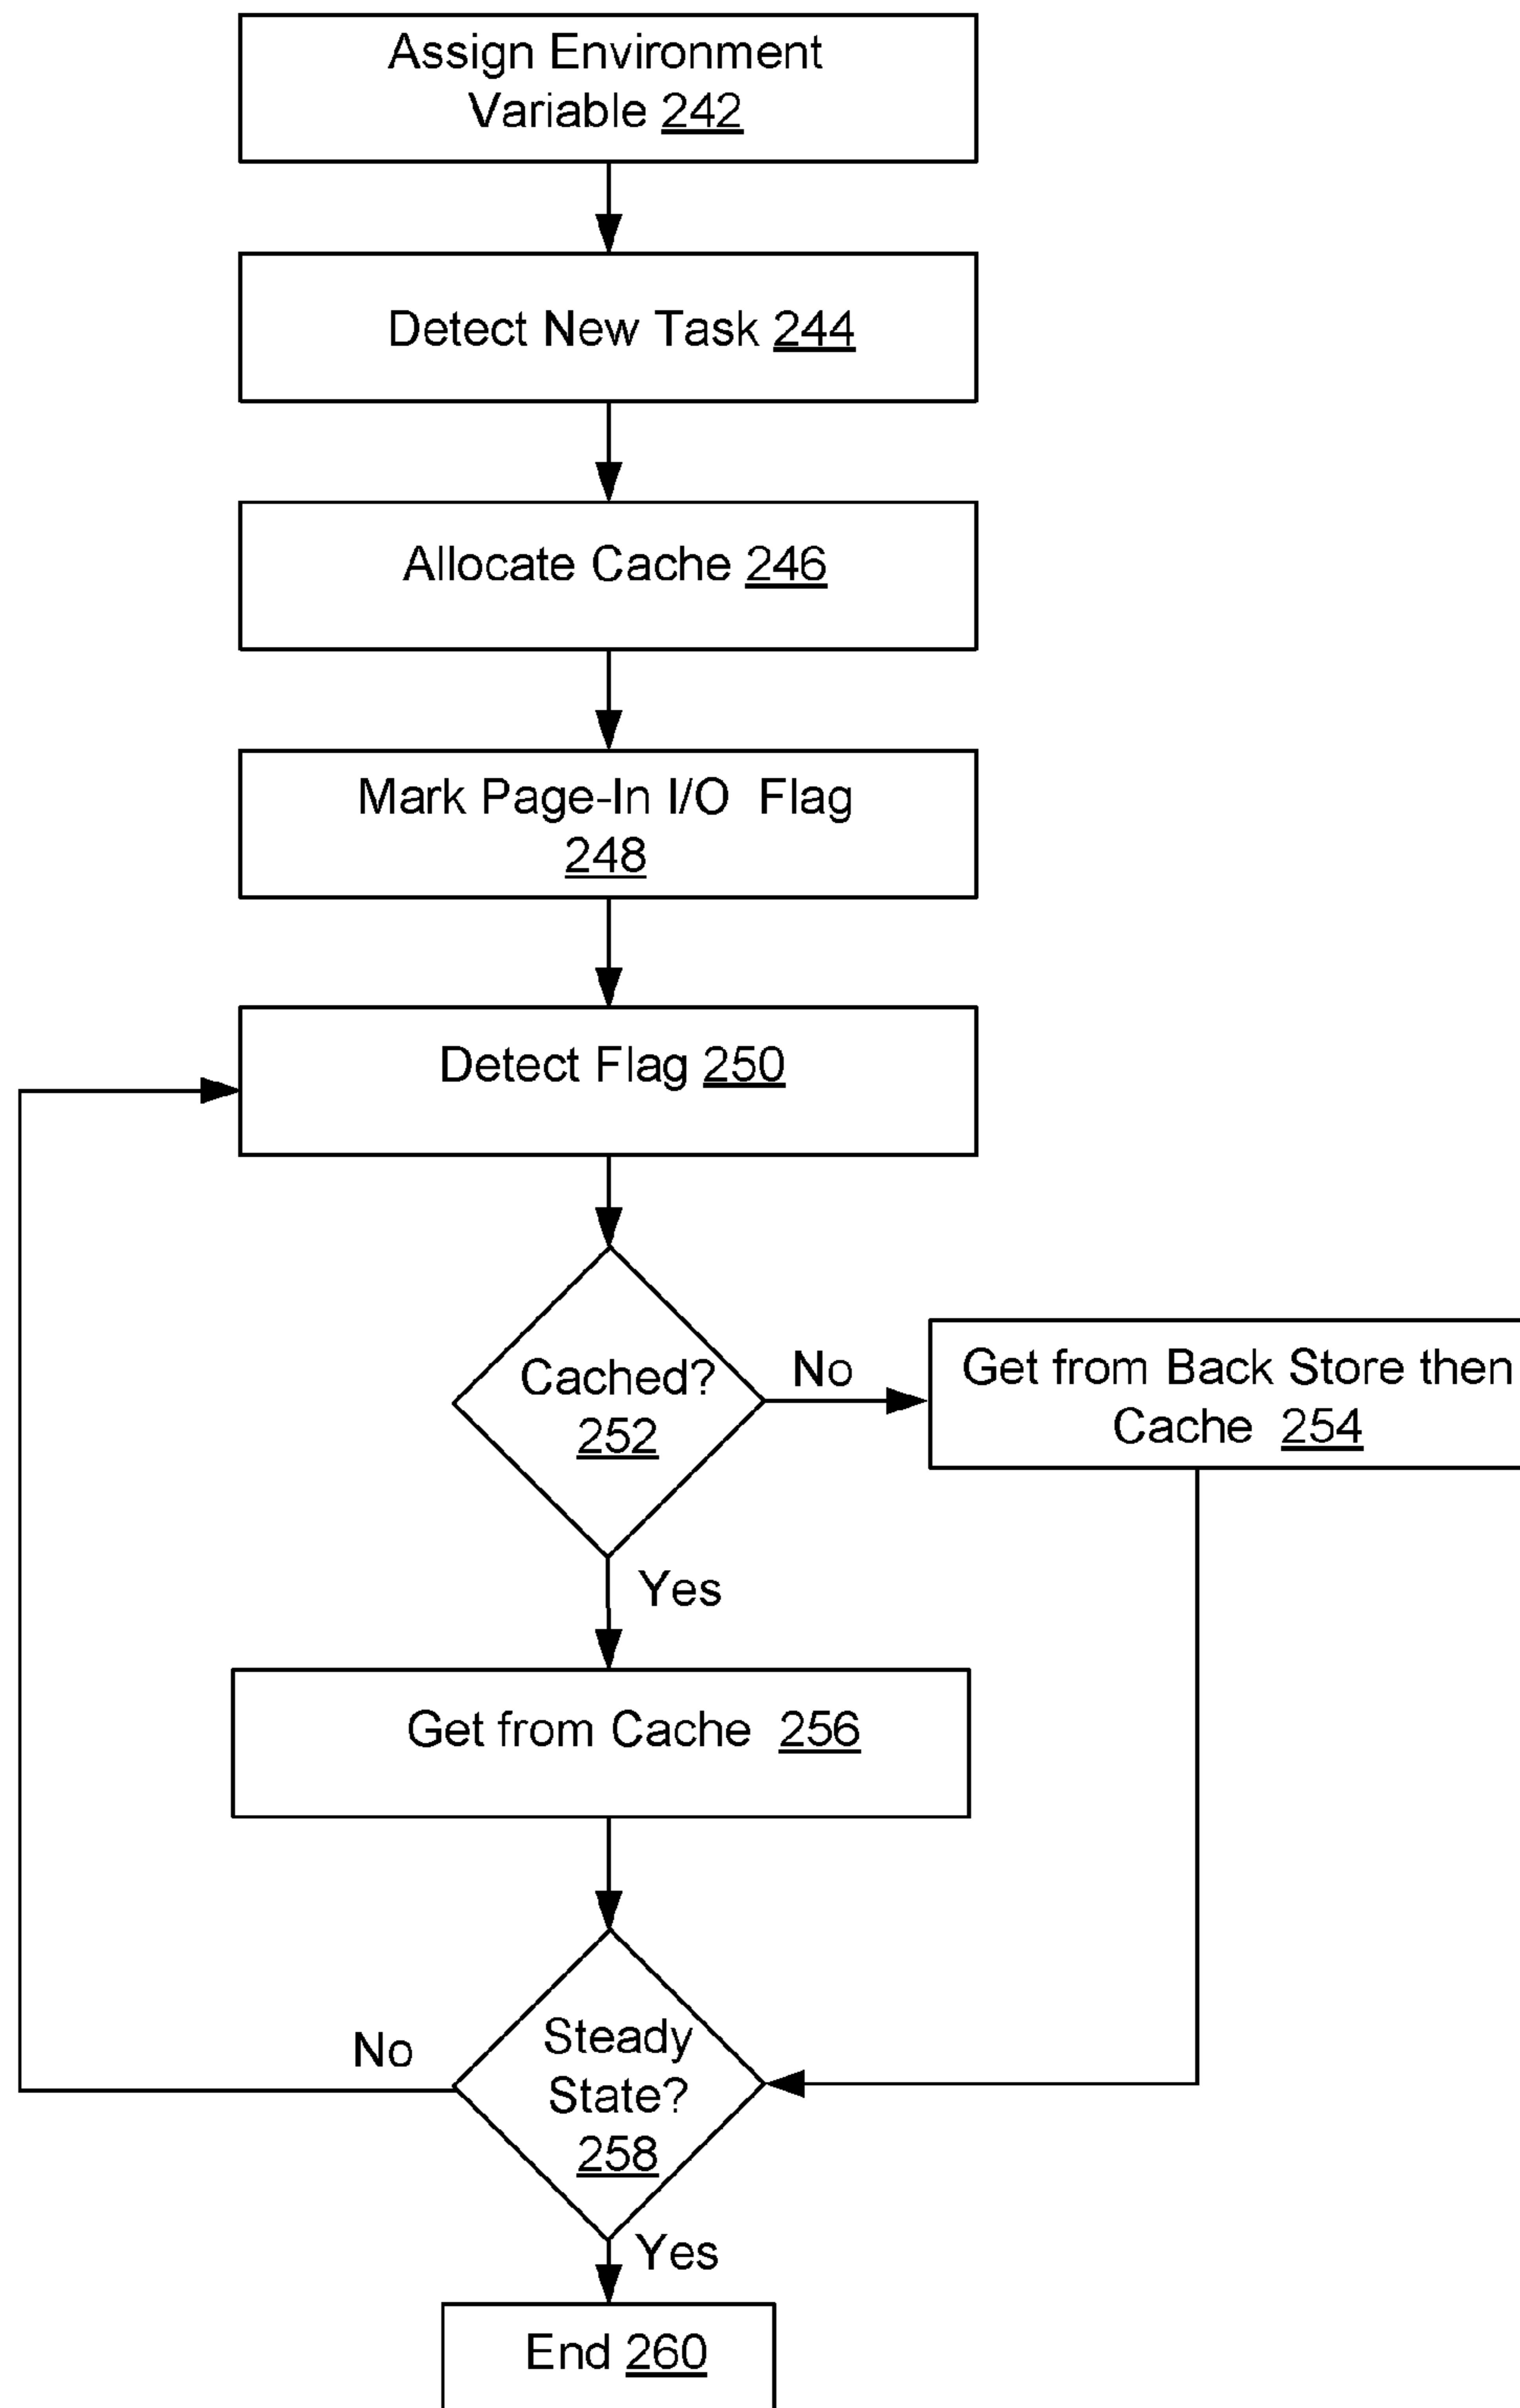 Assign Environment
Variable 242
Detect New Task 244
Allocate Cache 246
Mark Page-In I/O Flag
248
Detect Flag 250
Cached?
252
No
Get from Back Store then
Cache 254
Yes
Get from Cache 256
No
Steady
State?
258
Yes
End 260